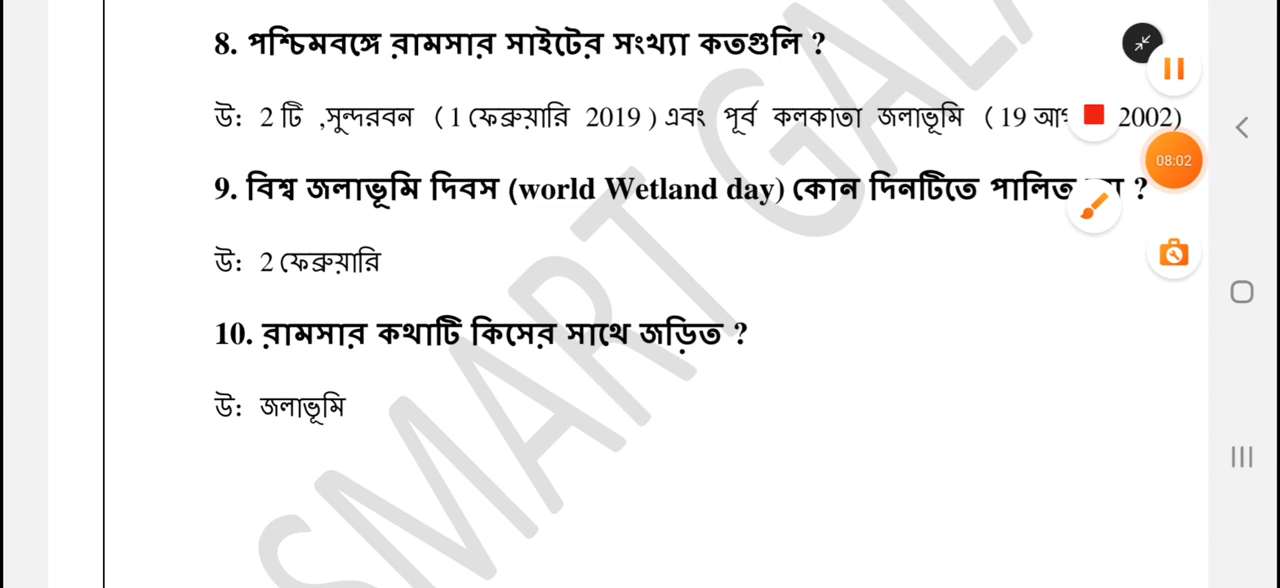 8. পশ্চিমবঙ্গে রামসার সাইটের সংখ্যা কতগুলি ?
উ: 2 টি ,সুন্দরবন ( 1 ফেব্রুয়ারি 2019 ) এবং পূর্ব কলকাতা জলাভূমি ( 19 2002)
08:02
9. বিশ্ব জলাভূমি দিবস (world Wetland day) কোন দিনটিতে পালিত ?
উ: 2 ফেব্রুয়ারি
10. রামসার কথাটি কিসের সাথে জড়িত ?
উ: জলাভূমি
SMART